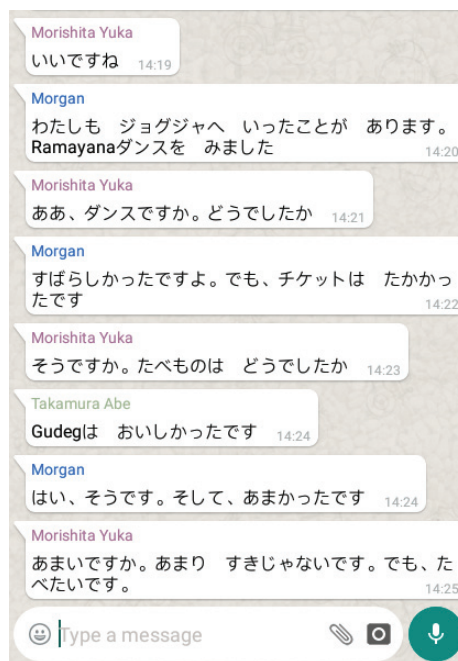 Morishita Yuka
いいですね 14:19
Morgan
わたしも　ジョグジャへ　いったことが　あります。
Ramayanaダンスを　みました 14:20
Morishita Yuka
ああ、ダンスですか。どうでしたか 14:21
Morgan
すばらしかったですよ。でも、チケットは　たかかっ
たです 14:22
Morishita Yuka
そうですか。たべものは　どうでしたか 14:23
Takamura Abe
Gudegは　おいしかったです 14:24
Morgan
はい、そうです。そして、あまかったです 14:24
Morishita Yuka
あまいですか。あまり　すきじゃないです。でも、た
べたいです。 14:25
Type a message